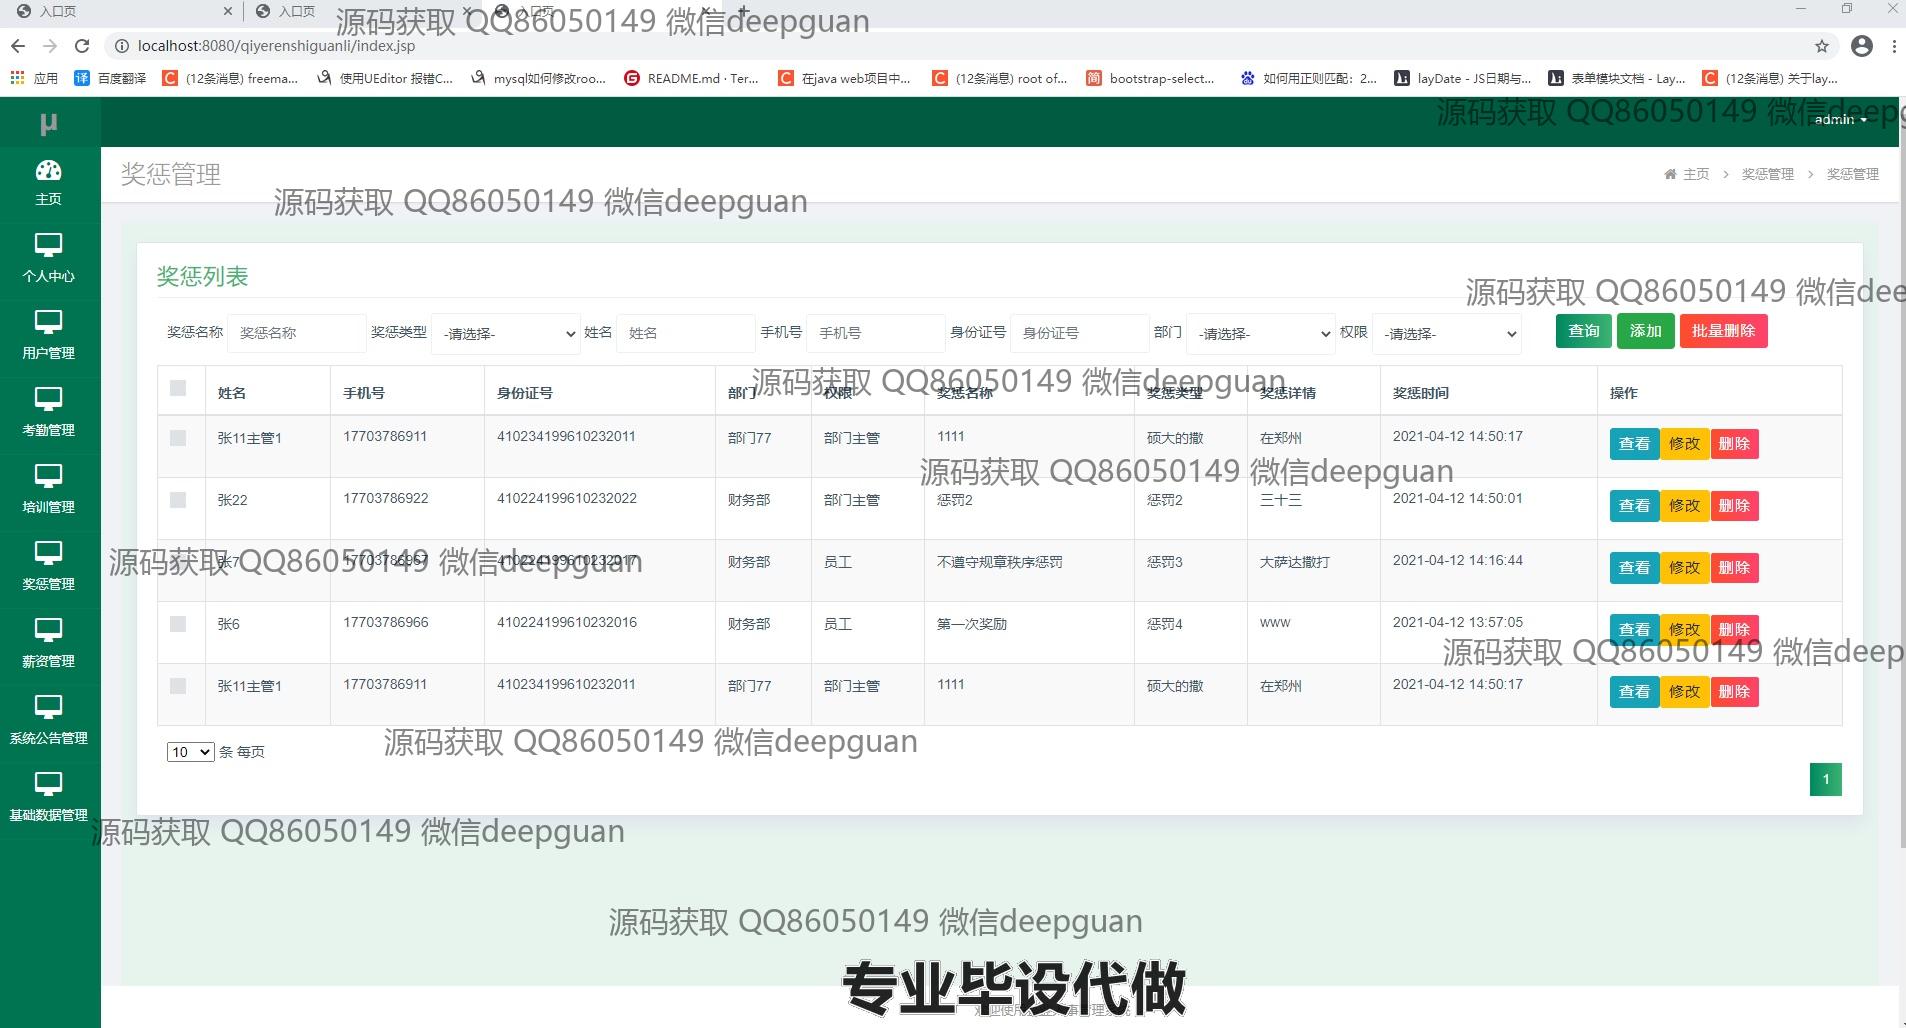 入口页 入口页 入口页
源码获取 QQ86050149 微信deepguan
localhost:8080/qiyerenshiguanli/index.jsp
应用 百度翻译 (12条消息) freema... 使用UEditor 报错C... mysql如何修改roo... README.md · Ter... 在java web项目中... (12条消息) root of... bootstrap-select... 如何用正则匹配：2... layDate - JS日期与... 表单模块文档 - Lay... (12条消息) 关于lay...
源码获取 QQ86050149 微信deepg
μ admin
奖惩管理 主页 > 奖惩管理 > 奖惩管理
源码获取 QQ86050149 微信deepguan
主页
个人中心
用户管理
考勤管理
培训管理
奖惩管理
薪资管理
系统公告管理
基础数据管理
奖惩列表
源码获取 QQ86050149 微信dee
奖惩名称 奖惩名称 奖惩类型 -请选择- 姓名 姓名 手机号 手机号 身份证号 身份证号 部门 -请选择- 权限 -请选择- 查询 添加 批量删除
源码获取 QQ86050149 微信deepguan
姓名 手机号 身份证号 部门 权限 奖惩名称 奖惩类型 奖惩详情 奖惩时间 操作
张11主管1 17703786911 410234199610232011 部门77 部门主管 1111 硕大的撒 在郑州 2021-04-12 14:50:17 查看 修改 删除
源码获取 QQ86050149 微信deepguan
张22 17703786922 410224199610232022 财务部 部门主管 惩罚2 惩罚2 三十三 2021-04-12 14:50:01 查看 修改 删除
源码获取 QQ86050149 微信deepguan
张7 17703786967 410224199610232017 财务部 员工 不遵守规章秩序惩罚 惩罚3 大萨达撒打 2021-04-12 14:16:44 查看 修改 删除
张6 17703786966 410224199610232016 财务部 员工 第一次奖励 惩罚4 www 2021-04-12 13:57:05 查看 修改 删除
源码获取 QQ86050149 微信deep
张11主管1 17703786911 410234199610232011 部门77 部门主管 1111 硕大的撒 在郑州 2021-04-12 14:50:17 查看 修改 删除
源码获取 QQ86050149 微信deepguan
10 条 每页
1
源码获取 QQ86050149 微信deepguan
源码获取 QQ86050149 微信deepguan
专业毕设代做